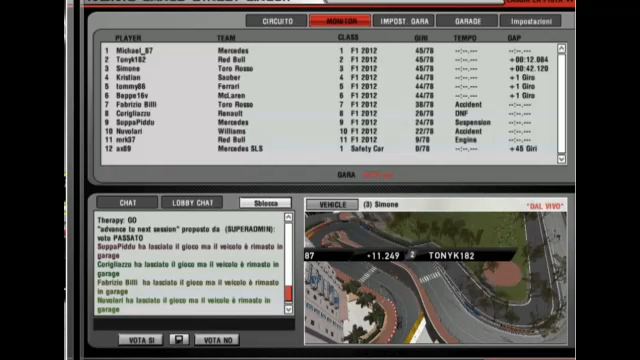 CIRCUITO MONITOR IMPOST. GARA GARAGE Impostazioni
PLAYER TEAM CLASS GIRI TEMPO GAP
1 Michael_87 Mercedes 1 F1 2012 45/78 --:--.--- --:--.---
2 Tonyk182 Red Bull 2 F1 2012 45/78 --:--.--- +00:12.084
3 Simone Toro Rosso 3 F1 2012 45/78 --:--.--- +00:42.120
4 Kristian Sauber 4 F1 2012 44/78 --:--.--- +1 Giro
5 tommy86 Ferrari 5 F1 2012 44/78 --:--.--- +1 Giro
6 Beppe16v McLaren 6 F1 2012 44/78 --:--.--- +1 Giro
7 Fabrizio Billi Toro Rosso 7 F1 2012 38/78 Accident --:--.---
8 Corigliazzu Renault 8 F1 2012 26/78 DNF --:--.---
9 SuppaPiddu Mercedes 9 F1 2012 24/78 Suspension --:--.---
10 Nuvolari Williams 10 F1 2012 22/78 Accident --:--.---
11 mrk37 Red Bull 11 F1 2012 9/78 Engine --:--.---
12 ax89 Mercedes SLS 1 Safety Car 0/78 --:--.--- +45 Giri
GARA
CHAT LOBBY CHAT Sblocca
VEHICLE (3) Simone "DAL VIVO"
Therapy: GO
"advance to next session" proposto da (SUPERADMIN):
voto PASSATO
SuppaPiddu ha lasciato il gioco ma il veicolo è rimasto in
garage
Corigliazzu ha lasciato il gioco ma il veicolo è rimasto in
garage
Fabrizio Billi ha lasciato il gioco ma il veicolo è rimasto
in garage
Nuvolari ha lasciato il gioco ma il veicolo è rimasto in
garage
87 -11.249 2 TONYK182
VOTA SI VOTA NO